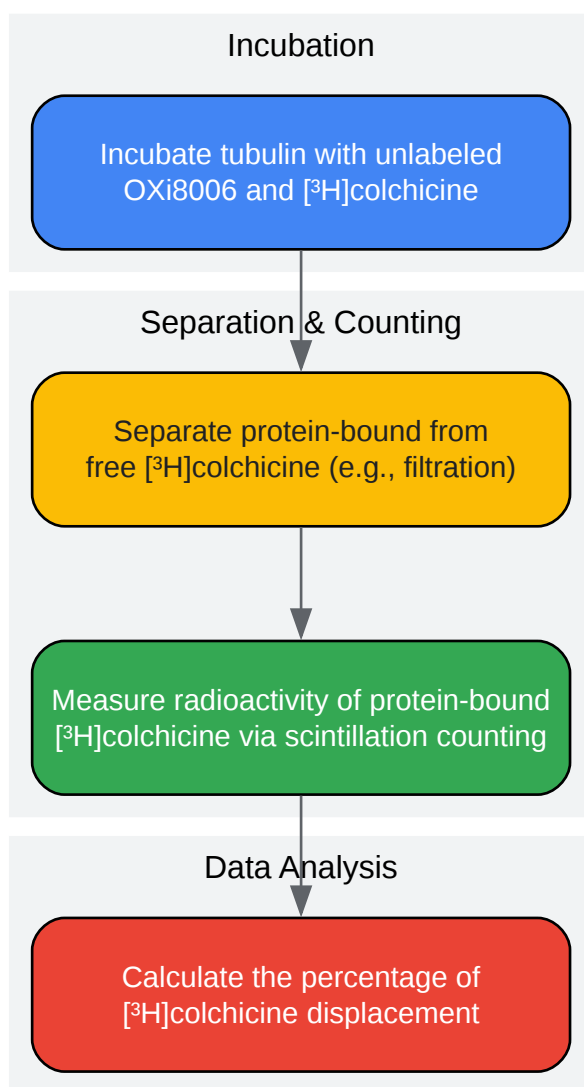 Incubation
Incubate tubulin with unlabeled
OXi8006 and [³H]colchicine
Separation & Counting
Separate protein-bound from
free [³H]colchicine (e.g., filtration)
Measure radioactivity of protein-bound
[³H]colchicine via scintillation counting
Data Analysis
Calculate the percentage of
[³H]colchicine displacement